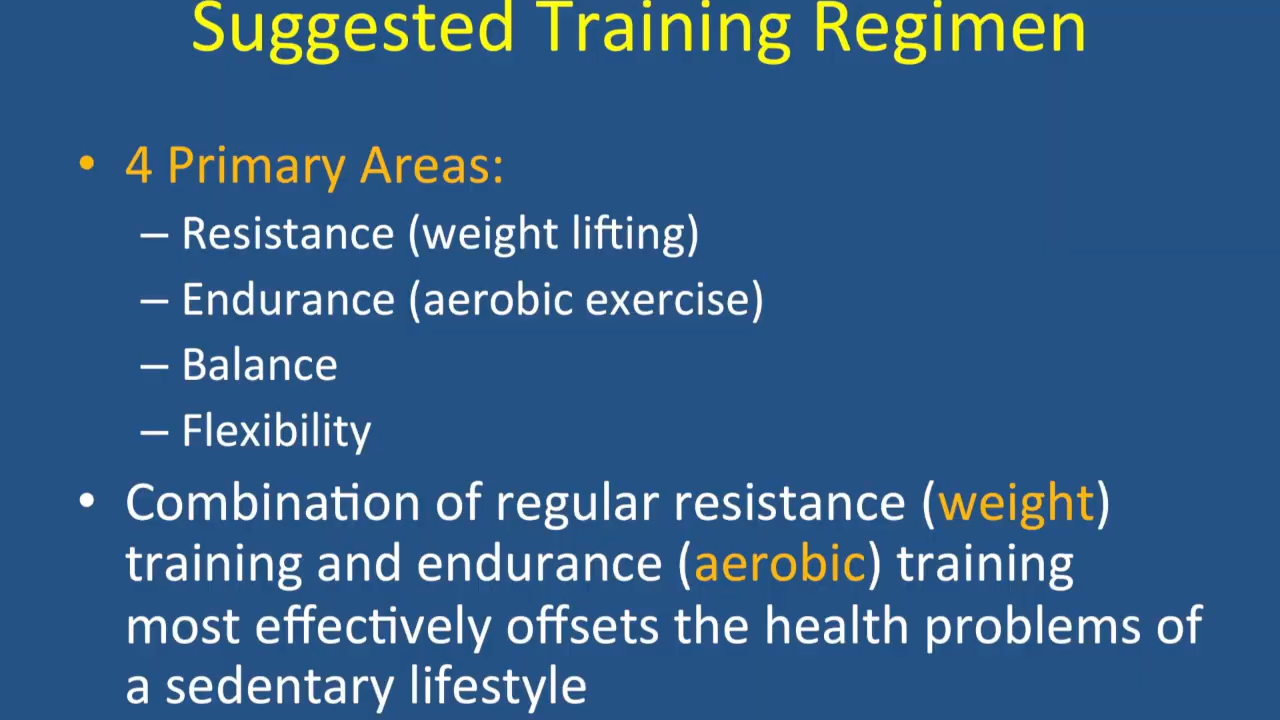 Suggested Training Regimen
• 4 Primary Areas:
– Resistance (weight lifting)
– Endurance (aerobic exercise)
– Balance
– Flexibility
• Combination of regular resistance (weight)
training and endurance (aerobic) training
most effectively offsets the health problems of
a sedentary lifestyle